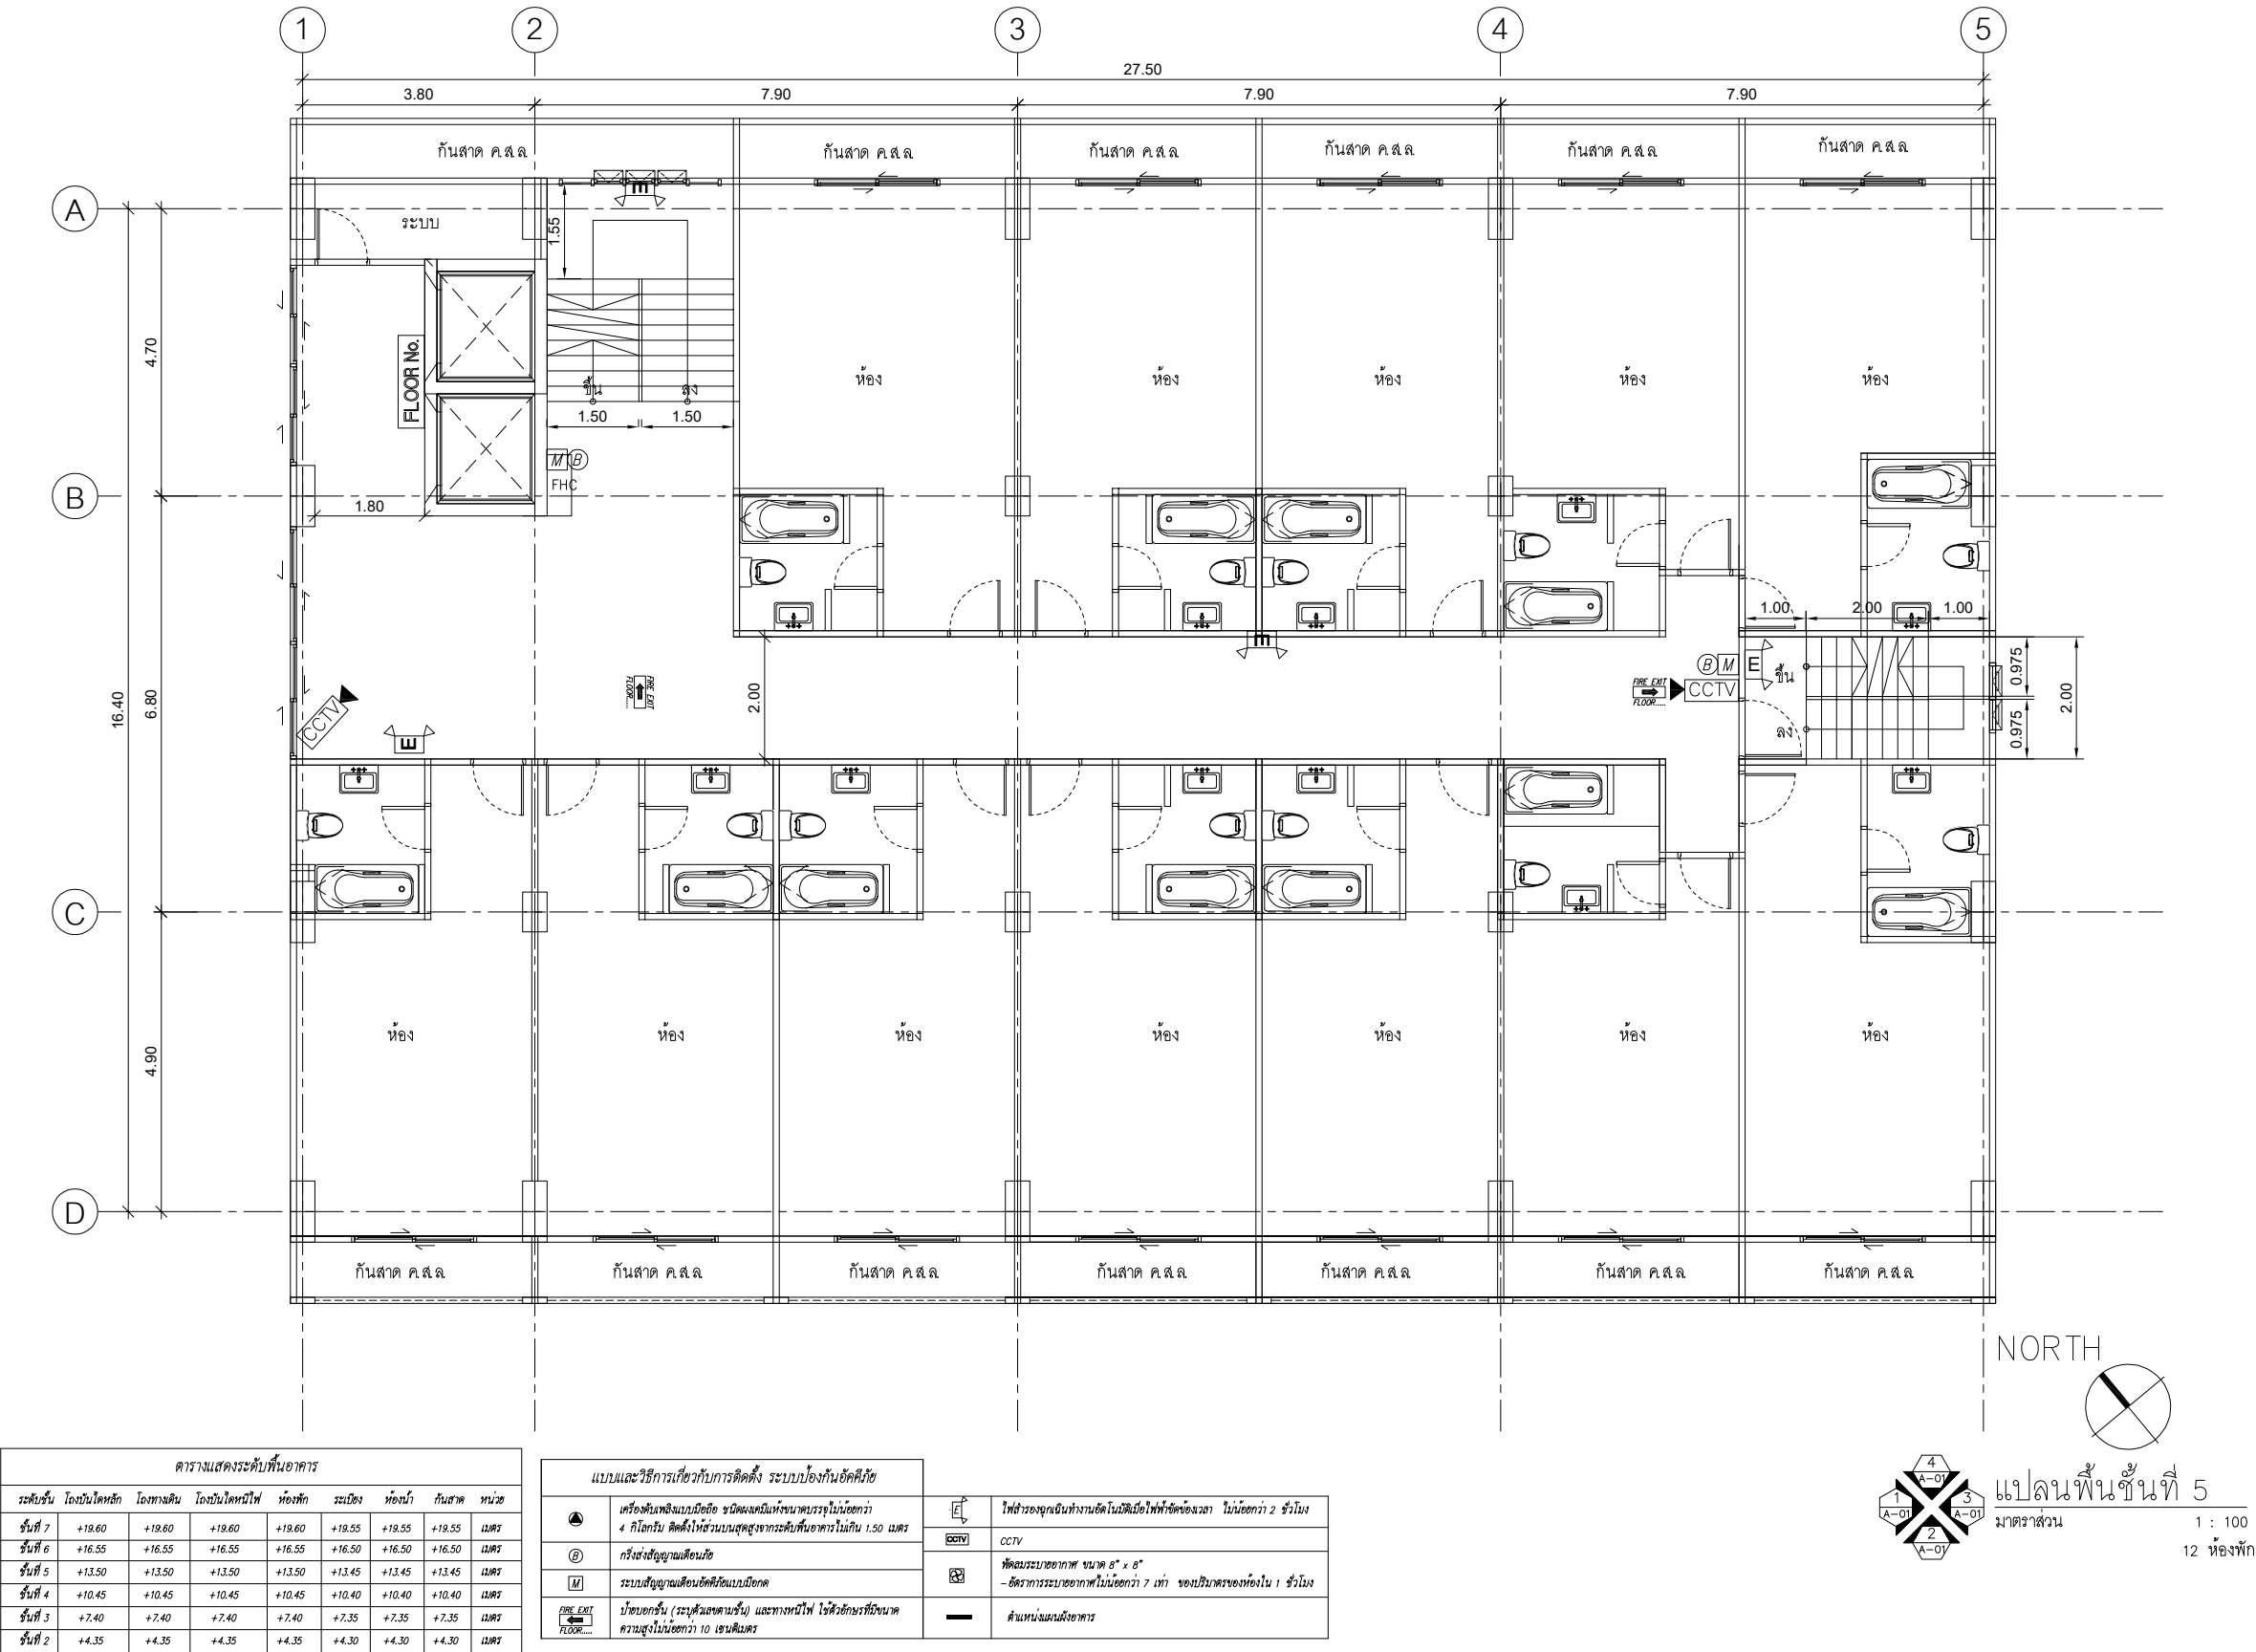 1 2 3 4 5
27.50
3.80 7.90 7.90 7.90
กันสาด ค.ส.ล. กันสาด ค.ส.ล. กันสาด ค.ส.ล. กันสาด ค.ส.ล. กันสาด ค.ส.ล. กันสาด ค.ส.ล.
E
A
ระบบ
1.55
4.70
FLOOR No.
ห้อง ห้อง ห้อง ห้อง ห้อง
ขึ้น ลง
1.50 1.50
M B
FHC
B
1.80
1.00 2.00 1.00
E
16.40
6.80
FIRE EXIT
FLOOR.....
2.00
B M E
ขึ้น
0.975
2.00
FIRE EXIT
FLOOR.....
CCTV
CCTV
E
ลง
0.975
C
4.90
ห้อง ห้อง ห้อง ห้อง ห้อง ห้อง ห้อง
D
กันสาด ค.ส.ล. กันสาด ค.ส.ล. กันสาด ค.ส.ล. กันสาด ค.ส.ล. กันสาด ค.ส.ล. กันสาด ค.ส.ล. กันสาด ค.ส.ล.
NORTH
4
A-01
1
A-01
3
A-01
2
A-01
แปลนพื้นชั้นที่ 5
มาตราส่วน 1 : 100
12 ห้องพัก
ตารางแสดงระดับพื้นอาคาร
ระดับชั้น โถงบันไดหลัก โถงทางเดิน โถงบันไดหนีไฟ ห้องพัก ระเบียง ห้องน้ำ กันสาด หน่วย
ชั้นที่ 7 +19.60 +19.60 +19.60 +19.60 +19.55 +19.55 +19.55 เมตร
ชั้นที่ 6 +16.55 +16.55 +16.55 +16.55 +16.50 +16.50 +16.50 เมตร
ชั้นที่ 5 +13.50 +13.50 +13.50 +13.50 +13.45 +13.45 +13.45 เมตร
ชั้นที่ 4 +10.45 +10.45 +10.45 +10.45 +10.40 +10.40 +10.40 เมตร
ชั้นที่ 3 +7.40 +7.40 +7.40 +7.40 +7.35 +7.35 +7.35 เมตร
ชั้นที่ 2 +4.35 +4.35 +4.35 +4.35 +4.30 +4.30 +4.30 เมตร
แบบและวิธีการเกี่ยวกับการติดตั้ง ระบบป้องกันอัคคีภัย
เครื่องดับเพลิงแบบมือถือ ชนิดผงเคมีแห้งขนาดบรรจุไม่น้อยกว่า
4 กิโลกรัม ติดตั้งให้ส่วนบนสุดสูงจากระดับพื้นอาคารไม่เกิน 1.50 เมตร
B กริ่งส่งสัญญาณเตือนภัย
M ระบบสัญญาณเตือนอัคคีภัยแบบมือกด
FIRE EXIT
FLOOR.....
ป้ายบอกชั้น (ระบุตัวเลขตามชั้น) และทางหนีไฟ ใช้ตัวอักษรที่มีขนาด
ความสูงไม่น้อยกว่า 10 เซนติเมตร
E ไฟสำรองฉุกเฉินทำงานอัตโนมัติเมื่อไฟฟ้าขัดข้องเวลา ไม่น้อยกว่า 2 ชั่วโมง
CCTV CCTV
พัดลมระบายอากาศ ขนาด 8" x 8"
-อัตราการระบายอากาศไม่น้อยกว่า 7 เท่า ของปริมาตรของห้องใน 1 ชั่วโมง
ตำแหน่งแผนผังอาคาร